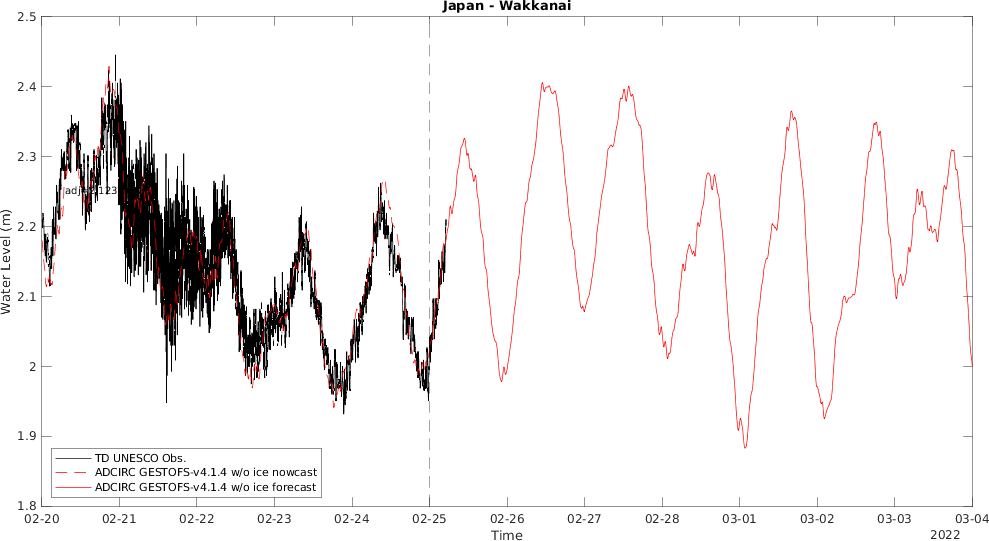 Japan - Wakkanai
Water Level (m)
2.5
2.4
2.3
2.2
2.1
2
1.9
1.8
TD UNESCO Obs.
ADCIRC GESTOFS-v4.1.4 w/o ice nowcast
ADCIRC GESTOFS-v4.1.4 w/o ice forecast
02-20 02-21 02-22 02-23 02-24 02-25 02-26 02-27 02-28 03-01 03-02 03-03 03-04
Time
2022